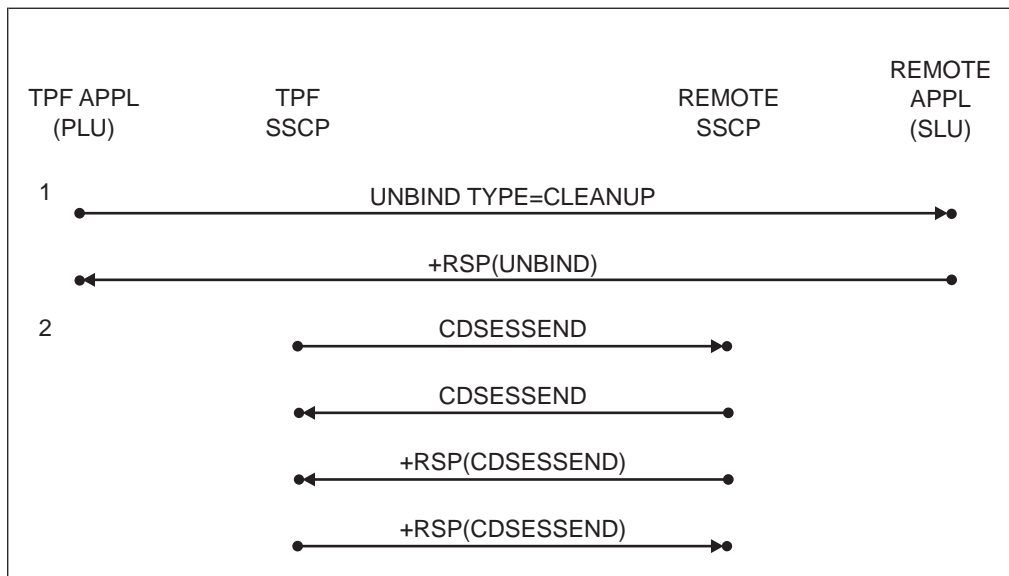 TPF APPL
(PLU)
TPF
SSCP
REMOTE
SSCP
REMOTE
APPL
(SLU)
1
UNBIND TYPE=CLEANUP
+RSP(UNBIND)
2
CDSESSEND
CDSESSEND
+RSP(CDSESSEND)
+RSP(CDSESSEND)